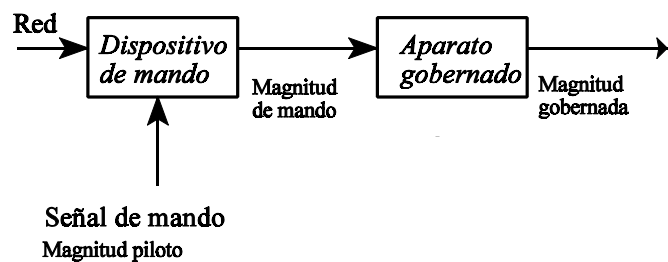 Red
Dispositivo
de mando
Aparato
gobernado
Magnitud
de mando
Magnitud
gobernada
Señal de mando
Magnitud piloto